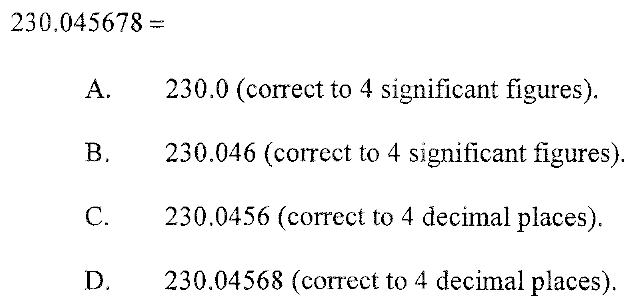 230.045678 =
A. 230.0 (correct to 4 significant figures).
B. 230.046 (correct to 4 significant figures).
C. 230.0456 (correct to 4 decimal places).
D. 230.04568 (correct to 4 decimal places).